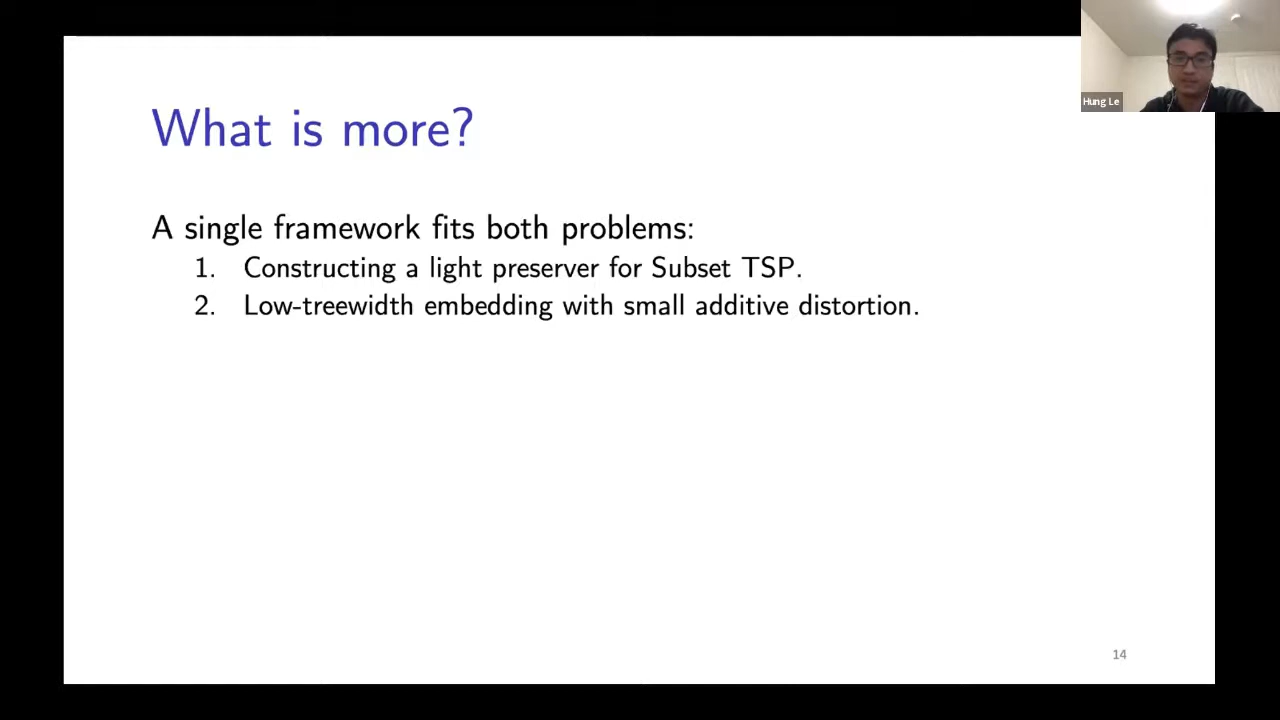 Hung Le
What is more?
A single framework fits both problems:
1. Constructing a light preserver for Subset TSP.
2. Low-treewidth embedding with small additive distortion.
14